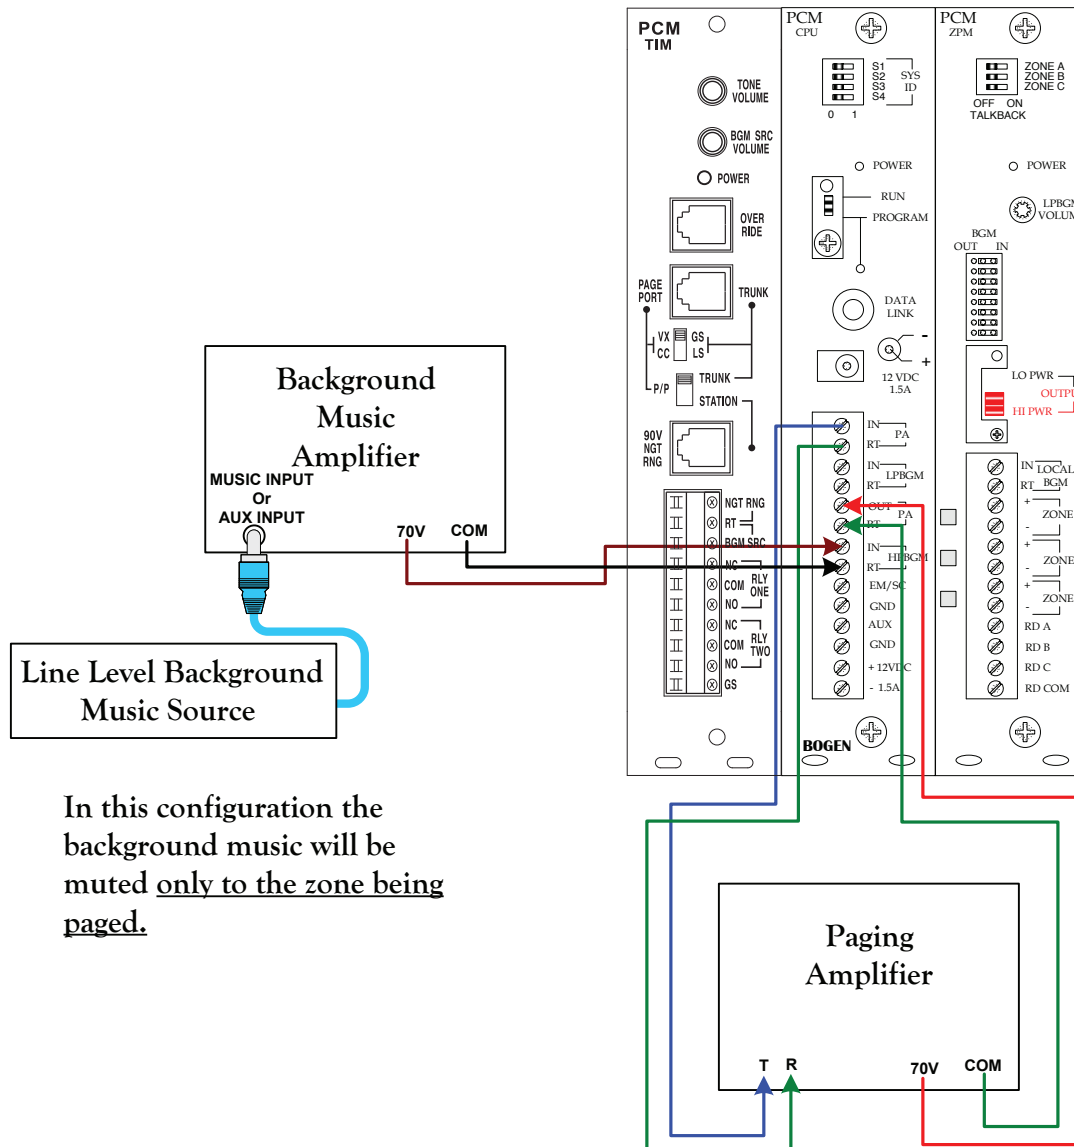 PCM
TIM
TONE
VOLUME
BGM SRC
VOLUME
POWER
OVER
RIDE
PAGE
PORT
TRUNK
VX
CC
GS
LS
P/P
TRUNK
STATION
90V
NGT
RNG
NGT RNG
RT
BGM SRC
NC
COM
NO
RLY
ONE
NC
COM
NO
RLY
TWO
GS
PCM
CPU
S1
S2
S3
S4
SYS
ID
0 1
POWER
RUN
PROGRAM
DATA
LINK
-
+
12 VDC
1.5A
IN
RT
PA
IN
RT
LPBGM
OUT
RT
PA
IN
RT
HPBGM
EM/SC
GND
AUX
GND
+ 12VDC
- 1.5A
BOGEN
PCM
ZPM
ZONE A
ZONE B
ZONE C
OFF ON
TALKBACK
POWER
LPBGM
VOLUM
BGM
OUT IN
LO PWR
OUTPU
HI PWR
IN
RT
LOCAL
BGM
+
-
ZONE
+
-
ZONE
+
-
ZONE
RD A
RD B
RD C
RD COM
Background
Music
Amplifier
MUSIC INPUT
Or
AUX INPUT
70V
COM
Line Level Background
Music Source
In this configuration the
background music will be
muted only to the zone being
paged.
Paging
Amplifier
T R
70V
COM